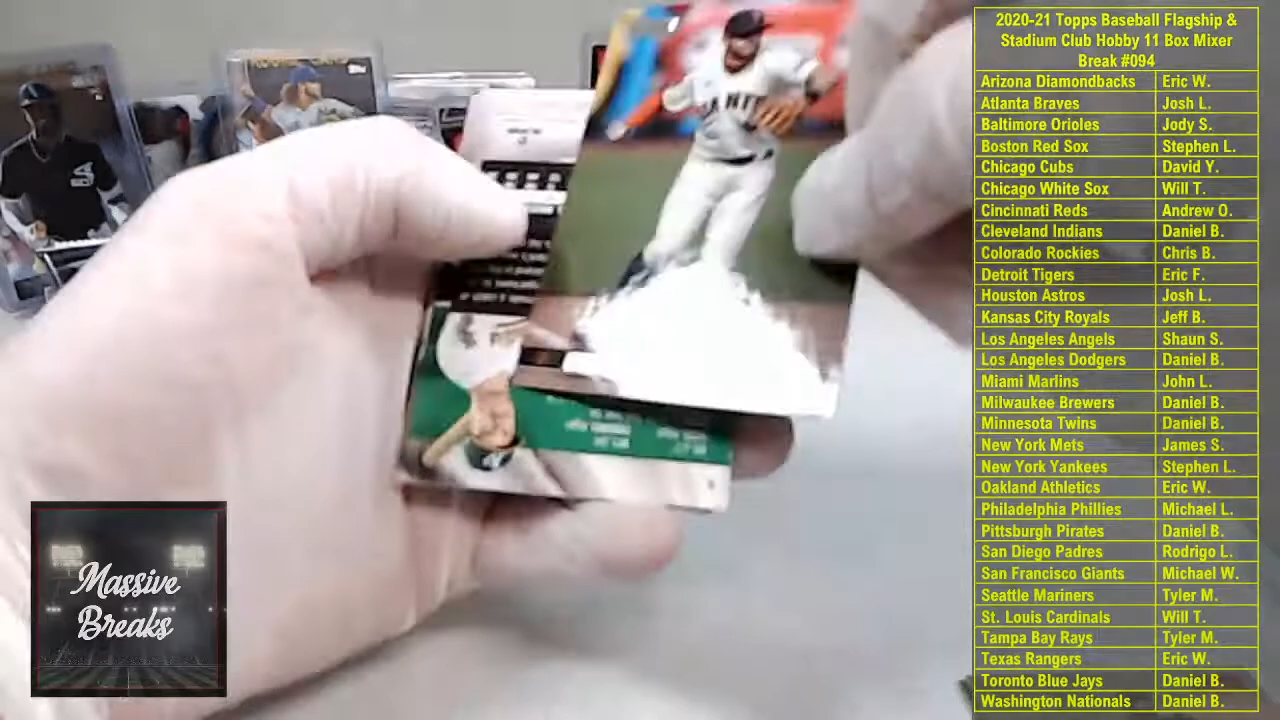 2020-21 Topps Baseball Flagship &
Stadium Club Hobby 11 Box Mixer
Break #094
Arizona Diamondbacks Eric W.
Atlanta Braves Josh L.
Baltimore Orioles Jody S.
Boston Red Sox Stephen L.
Chicago Cubs David Y.
Chicago White Sox Will T.
Cincinnati Reds Andrew O.
Cleveland Indians Daniel B.
Colorado Rockies Chris B.
Detroit Tigers Eric F.
Houston Astros Josh L.
Kansas City Royals Jeff B.
Los Angeles Angels Shaun S.
Los Angeles Dodgers Daniel B.
Miami Marlins John L.
Milwaukee Brewers Daniel B.
Minnesota Twins Daniel B.
New York Mets James S.
New York Yankees Stephen L.
Oakland Athletics Eric W.
Philadelphia Phillies Michael L.
Pittsburgh Pirates Daniel B.
San Diego Padres Rodrigo L.
San Francisco Giants Michael W.
Seattle Mariners Tyler M.
St. Louis Cardinals Will T.
Tampa Bay Rays Tyler M.
Texas Rangers Eric W.
Toronto Blue Jays Daniel B.
Washington Nationals Daniel B.
Massive
Breaks